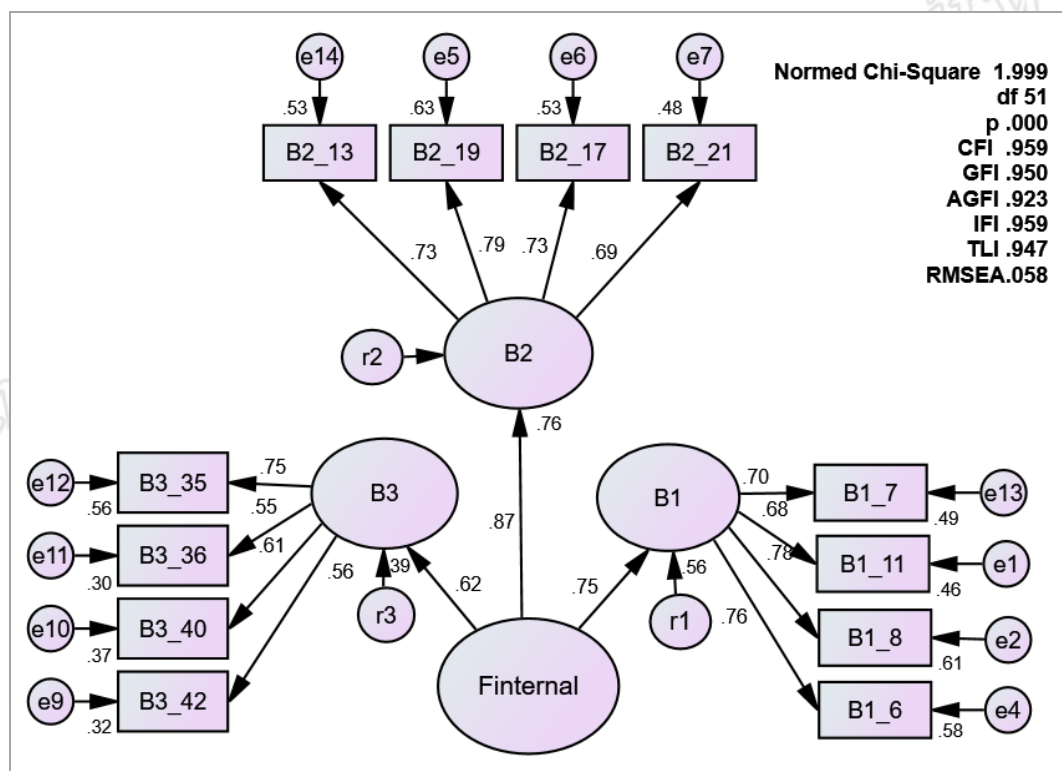 e14
e5
e6
e7
Normed Chi-Square 1.999
df 51
p .000
CFI .959
GFI .950
AGFI .923
IFI .959
TLI .947
RMSEA.058
.53
.63
.53
.48
B2_13
B2_19
B2_17
B2_21
.73
.79
.73
.69
r2
B2
.76
e12
.56
B3_35
.75
B3
e11
.30
B3_36
.55
e10
.37
B3_40
.61
e9
.32
B3_42
.56
.39
r3
.62
.87
.75
Finternal
B1
.56
r1
.70
B1_7
e13
.49
.68
B1_11
e1
.46
.78
B1_8
e2
.61
.76
B1_6
e4
.58